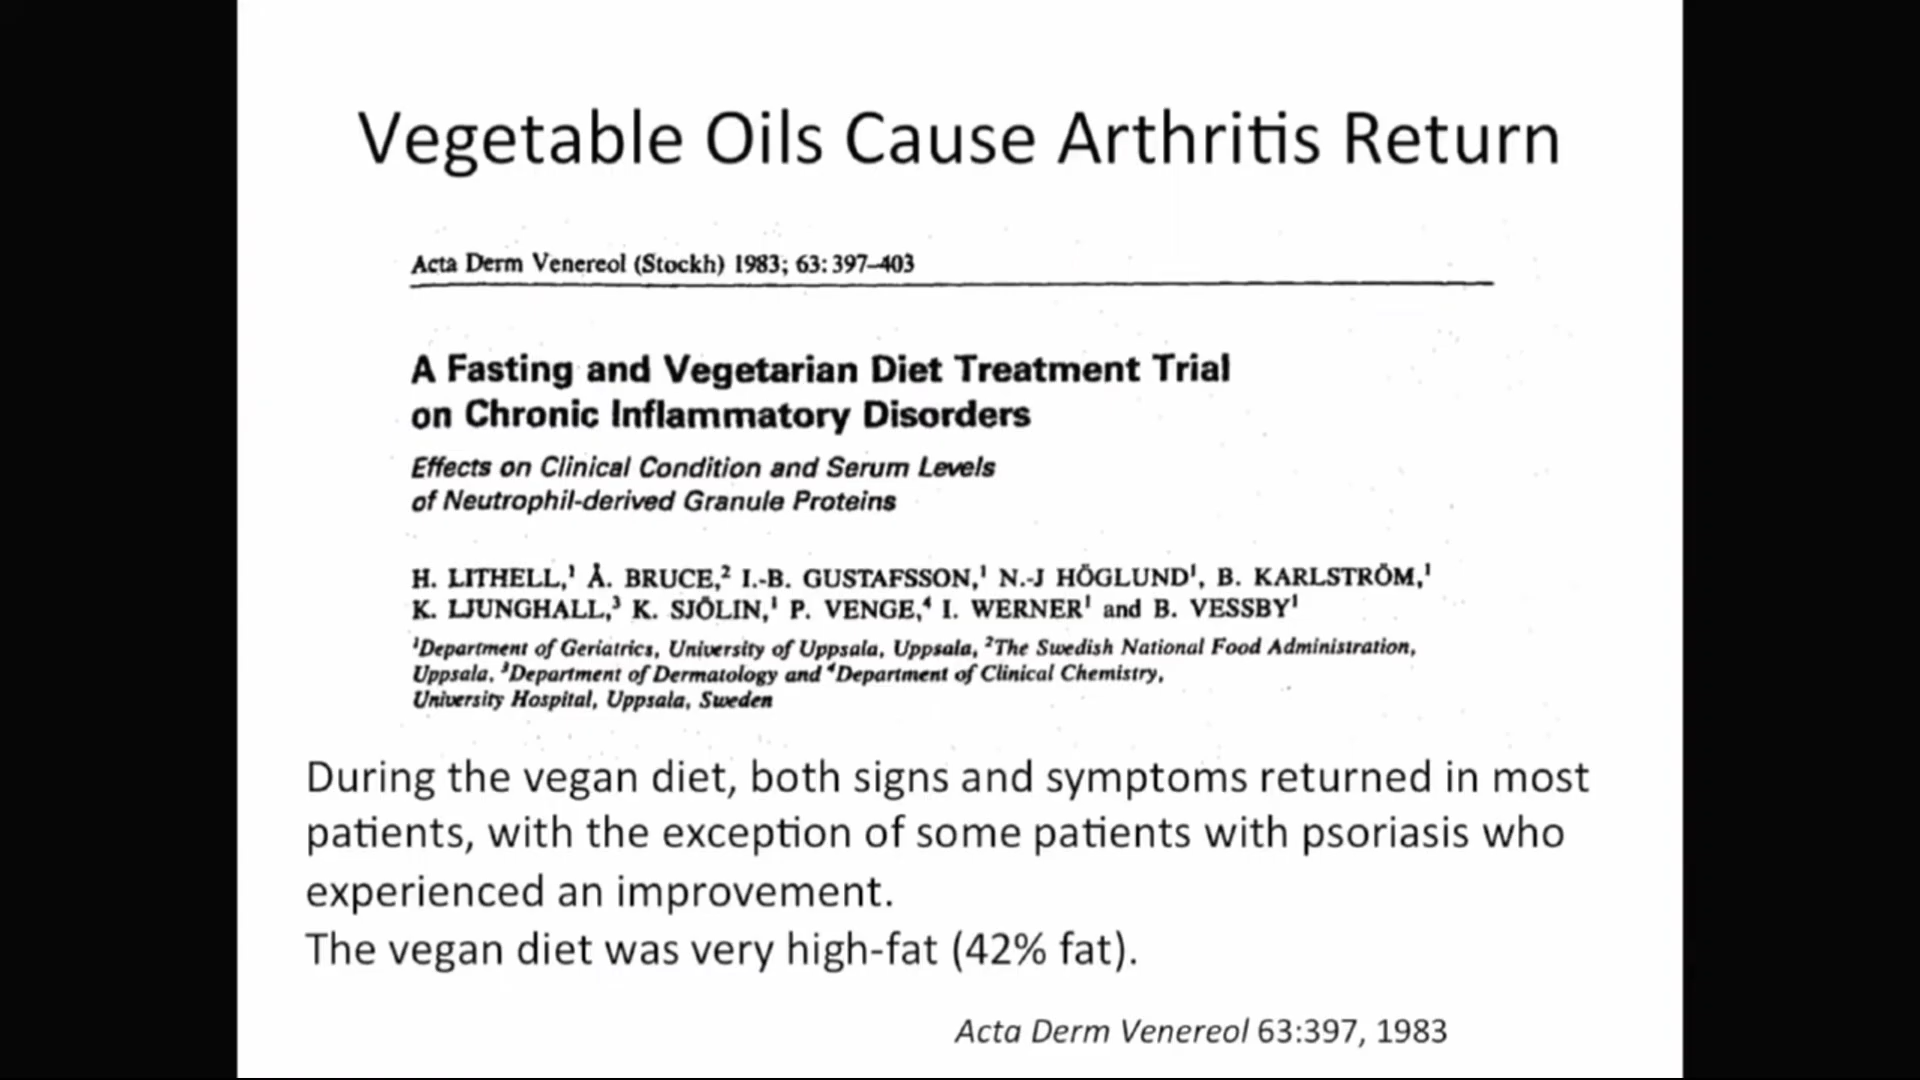 Vegetable Oils Cause Arthritis Return
Acta Derm Venereol (Stockh) 1983; 63: 397–403
A Fasting and Vegetarian Diet Treatment Trial
on Chronic Inflammatory Disorders
Effects on Clinical Condition and Serum Levels
of Neutrophil-derived Granule Proteins
H. LITHELL,¹ Å. BRUCE,² I.-B. GUSTAFSSON,¹ N.-J HÖGLUND¹, B. KARLSTRÖM,¹
K. LJUNGHALL,³ K. SJÖLIN,¹ P. VENGE,⁴ I. WERNER¹ and B. VESSBY¹
¹Department of Geriatrics, University of Uppsala, Uppsala, ²The Swedish National Food Administration,
Uppsala, ³Department of Dermatology and ⁴Department of Clinical Chemistry,
University Hospital, Uppsala, Sweden
During the vegan diet, both signs and symptoms returned in most
patients, with the exception of some patients with psoriasis who
experienced an improvement.
The vegan diet was very high-fat (42% fat).
Acta Derm Venereol 63:397, 1983